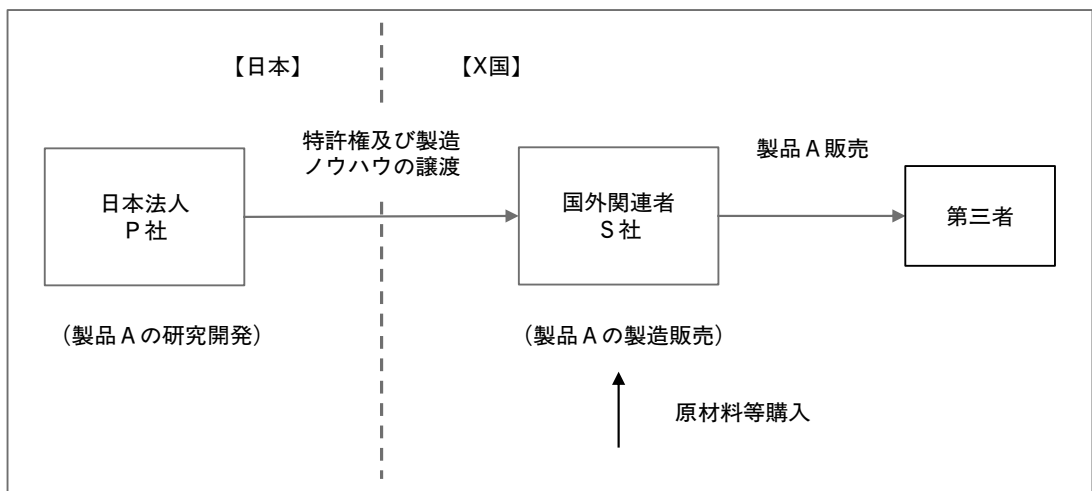 【日本】
【X国】
特許権及び製造
ノウハウの譲渡
製品A販売
日本法人
P社
国外関連者
S社
第三者
(製品Aの研究開発)
(製品Aの製造販売)
原材料等購入